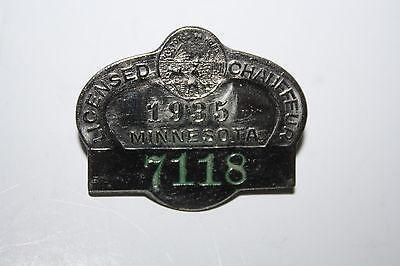 LICENSED CHAUFFEUR
1935
MINNESOTA
7118